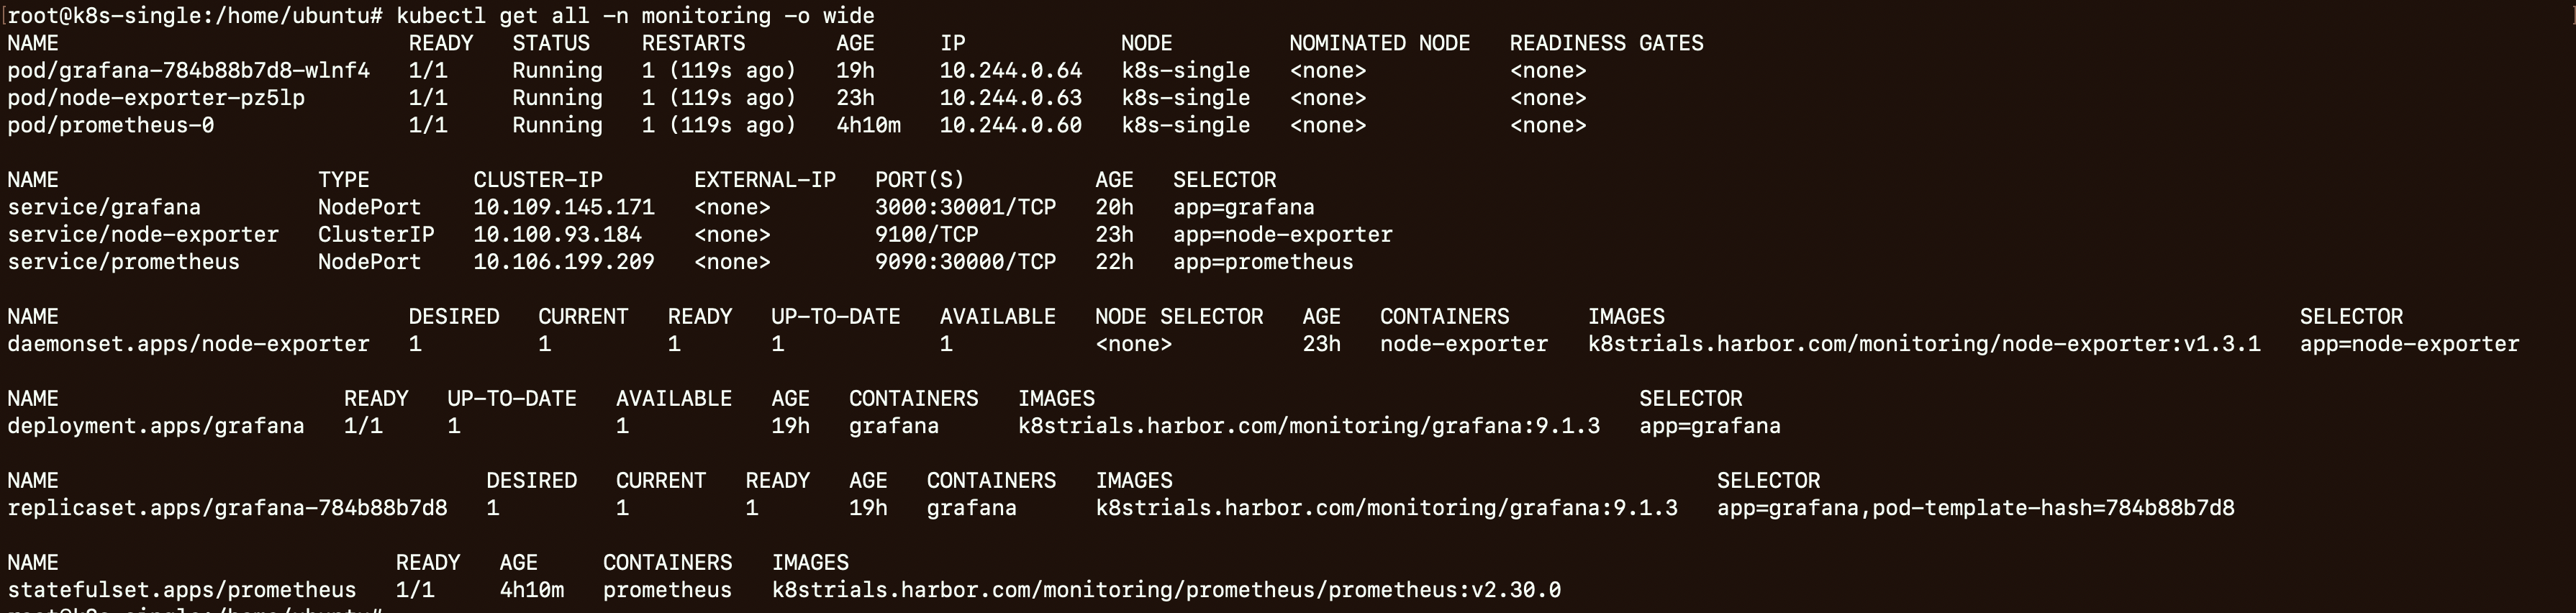 root@k8s-single:/home/ubuntu# kubectl get all -n monitoring -o wide
NAME READY STATUS RESTARTS AGE IP NODE NOMINATED NODE READINESS GATES
pod/grafana-784b88b7d8-wlnf4 1/1 Running 1 (119s ago) 19h 10.244.0.64 k8s-single <none> <none>
pod/node-exporter-pz5lp 1/1 Running 1 (119s ago) 23h 10.244.0.63 k8s-single <none> <none>
pod/prometheus-0 1/1 Running 1 (119s ago) 4h10m 10.244.0.60 k8s-single <none> <none>
NAME TYPE CLUSTER-IP EXTERNAL-IP PORT(S) AGE SELECTOR
service/grafana NodePort 10.109.145.171 <none> 3000:30001/TCP 20h app=grafana
service/node-exporter ClusterIP 10.100.93.184 <none> 9100/TCP 23h app=node-exporter
service/prometheus NodePort 10.106.199.209 <none> 9090:30000/TCP 22h app=prometheus
NAME DESIRED CURRENT READY UP-TO-DATE AVAILABLE NODE SELECTOR AGE CONTAINERS IMAGES SELECTOR
daemonset.apps/node-exporter 1 1 1 1 1 <none> 23h node-exporter k8strials.harbor.com/monitoring/node-exporter:v1.3.1 app=node-exporter
NAME READY UP-TO-DATE AVAILABLE AGE CONTAINERS IMAGES SELECTOR
deployment.apps/grafana 1/1 1 1 19h grafana k8strials.harbor.com/monitoring/grafana:9.1.3 app=grafana
NAME DESIRED CURRENT READY AGE CONTAINERS IMAGES SELECTOR
replicaset.apps/grafana-784b88b7d8 1 1 1 19h grafana k8strials.harbor.com/monitoring/grafana:9.1.3 app=grafana,pod-template-hash=784b88b7d8
NAME READY AGE CONTAINERS IMAGES
statefulset.apps/prometheus 1/1 4h10m prometheus k8strials.harbor.com/monitoring/prometheus/prometheus:v2.30.0